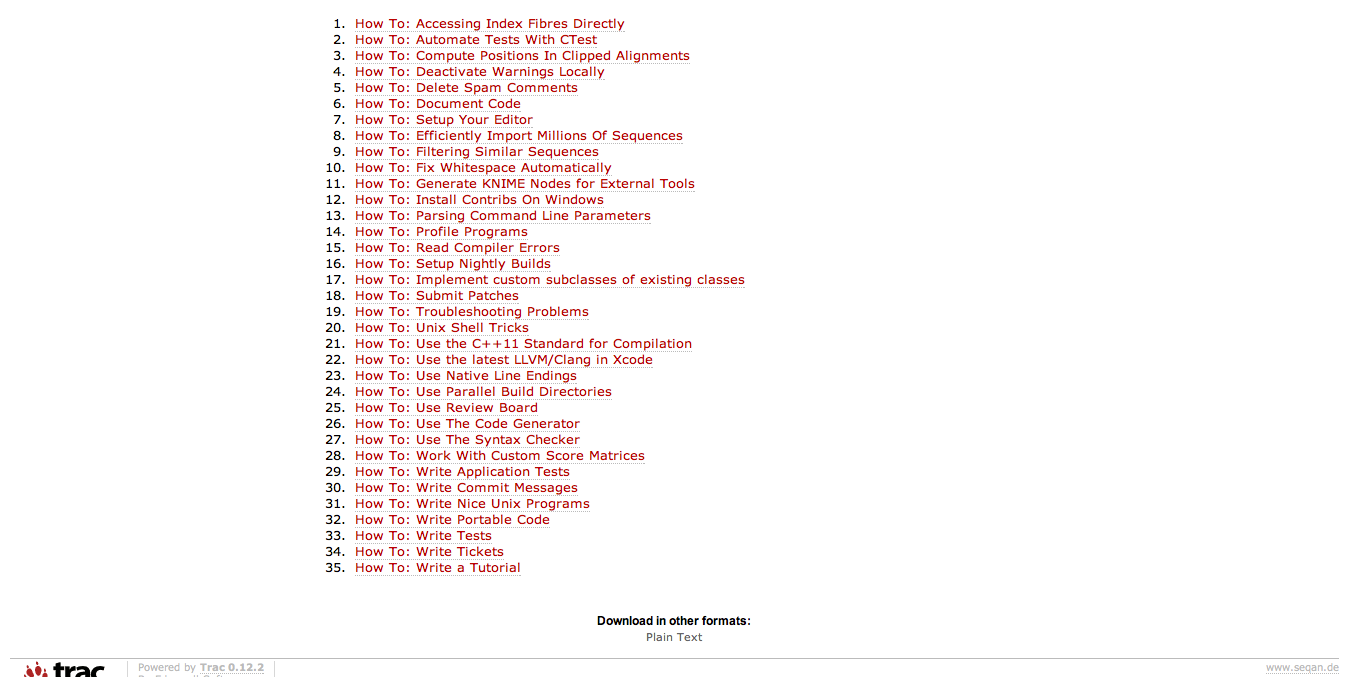 1. How To: Accessing Index Fibres Directly
2. How To: Automate Tests With CTest
3. How To: Compute Positions In Clipped Alignments
4. How To: Deactivate Warnings Locally
5. How To: Delete Spam Comments
6. How To: Document Code
7. How To: Setup Your Editor
8. How To: Efficiently Import Millions Of Sequences
9. How To: Filtering Similar Sequences
10. How To: Fix Whitespace Automatically
11. How To: Generate KNIME Nodes for External Tools
12. How To: Install Contribs On Windows
13. How To: Parsing Command Line Parameters
14. How To: Profile Programs
15. How To: Read Compiler Errors
16. How To: Setup Nightly Builds
17. How To: Implement custom subclasses of existing classes
18. How To: Submit Patches
19. How To: Troubleshooting Problems
20. How To: Unix Shell Tricks
21. How To: Use the C++11 Standard for Compilation
22. How To: Use the latest LLVM/Clang in Xcode
23. How To: Use Native Line Endings
24. How To: Use Parallel Build Directories
25. How To: Use Review Board
26. How To: Use The Code Generator
27. How To: Use The Syntax Checker
28. How To: Work With Custom Score Matrices
29. How To: Write Application Tests
30. How To: Write Commit Messages
31. How To: Write Nice Unix Programs
32. How To: Write Portable Code
33. How To: Write Tests
34. How To: Write Tickets
35. How To: Write a Tutorial
Download in other formats:
Plain Text
trac Powered by Trac 0.12.2 www.seqan.de